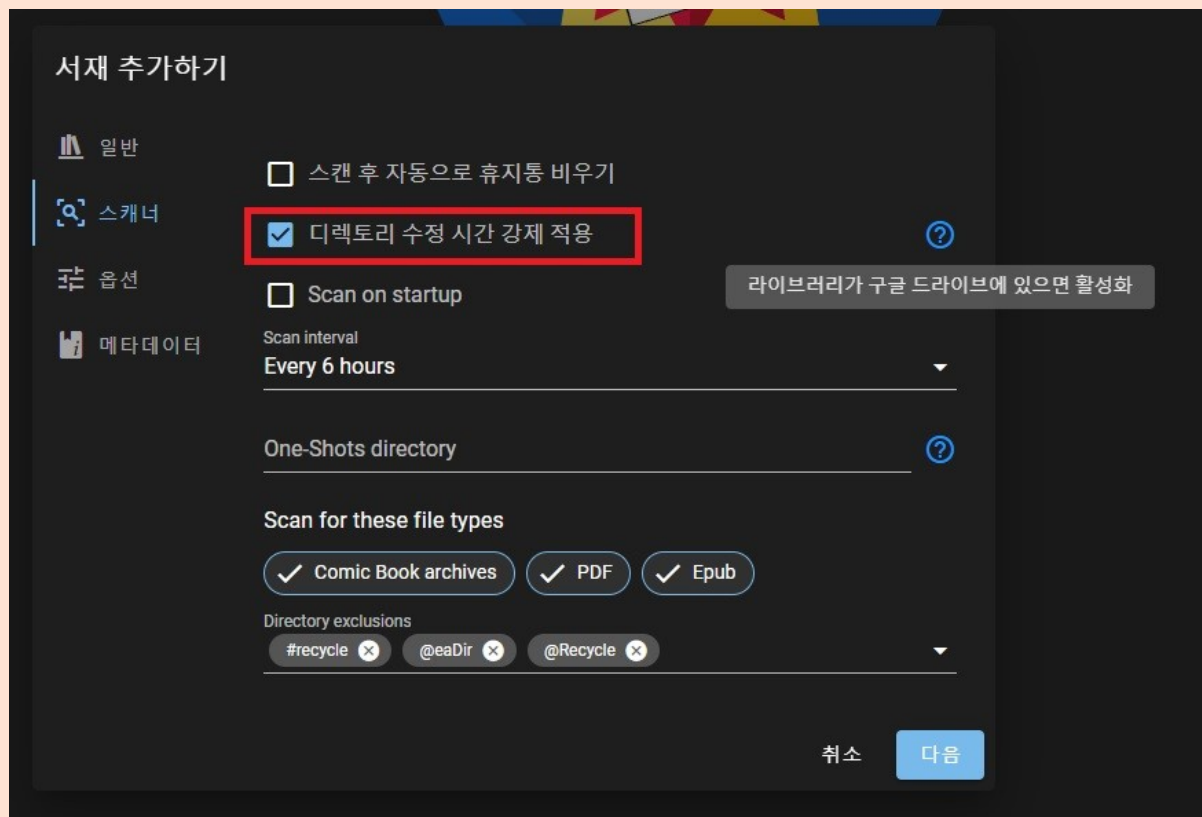 서재 추가하기
일반
스캐너
옵션
메타데이터
스캔 후 자동으로 휴지통 비우기
디렉토리 수정 시간 강제 적용
라이브러리가 구글 드라이브에 있으면 활성화
Scan on startup
Scan interval
Every 6 hours
One-Shots directory
Scan for these file types
Comic Book archives PDF Epub
Directory exclusions
#recycle @eaDir @Recycle
취소 다음